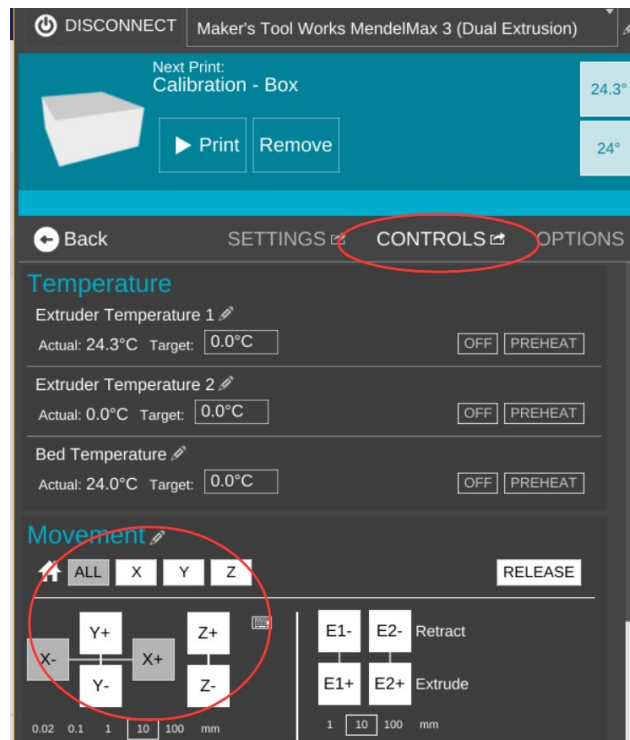 DISCONNECT Maker's Tool Works MendelMax 3 (Dual Extrusion)
Next Print:
Calibration - Box
24.3°
Print Remove
24°
Back SETTINGS CONTROLS OPTIONS
Temperature
Extruder Temperature 1
Actual: 24.3°C Target: 0.0°C OFF PREHEAT
Extruder Temperature 2
Actual: 0.0°C Target: 0.0°C OFF PREHEAT
Bed Temperature
Actual: 24.0°C Target: 0.0°C OFF PREHEAT
Movement
ALL X Y Z RELEASE
Y+ Z+ E1- E2- Retract
X- X+
Y- Z- E1+ E2+ Extrude
0.02 0.1 1 10 100 mm 1 10 100 mm